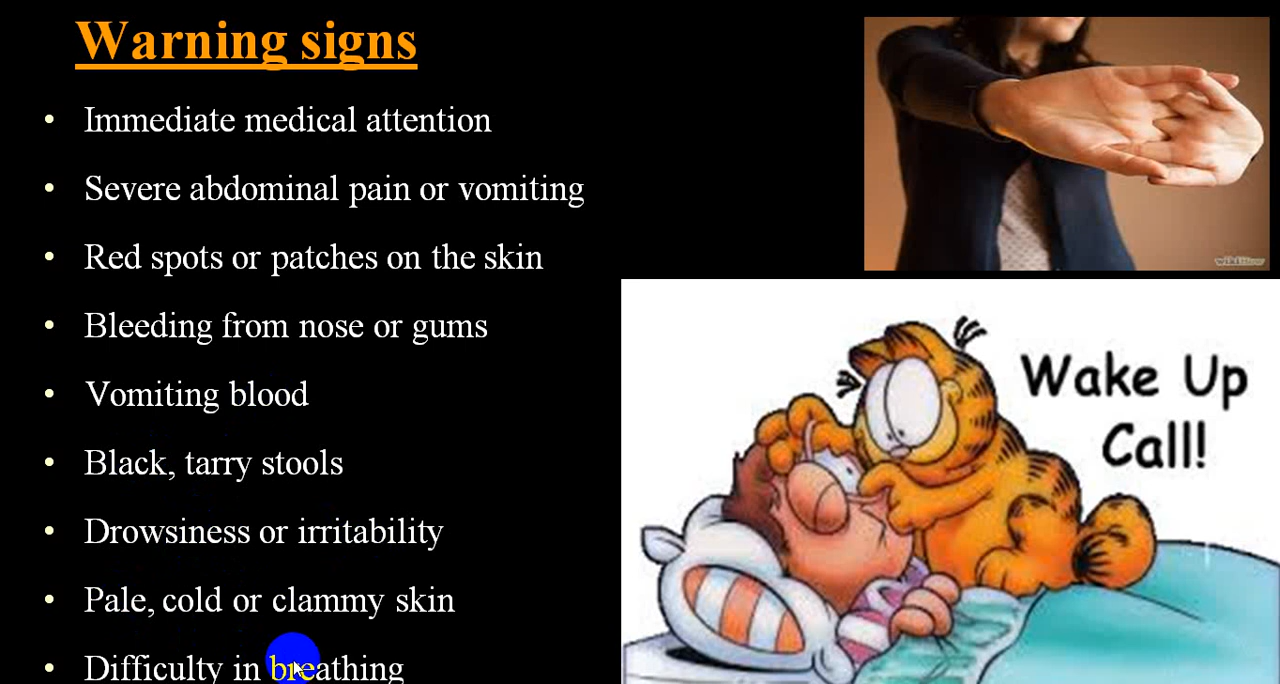 Warning signs
• Immediate medical attention
• Severe abdominal pain or vomiting
• Red spots or patches on the skin
• Bleeding from nose or gums
• Vomiting blood
• Black, tarry stools
• Drowsiness or irritability
• Pale, cold or clammy skin
• Difficulty in breathing
wikiHow
Wake Up
Call!